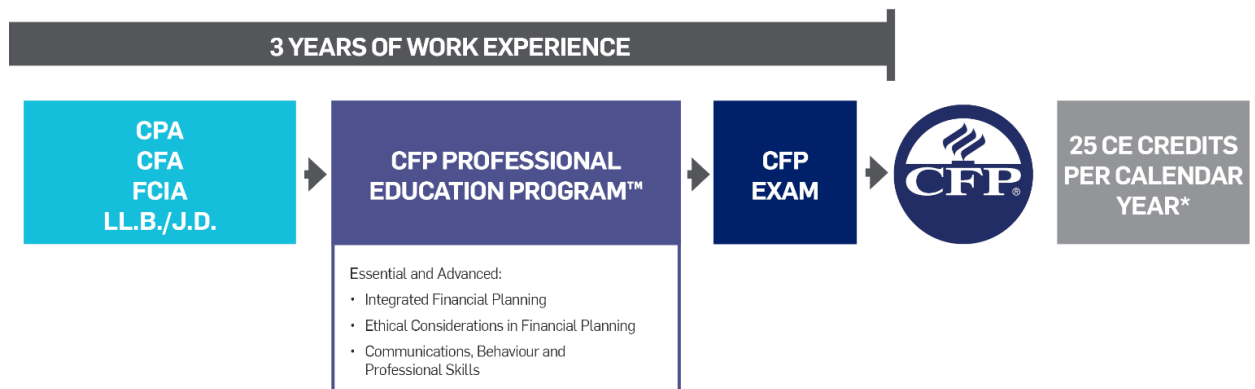 3 YEARS OF WORK EXPERIENCE
CPA
CFA
FCIA
LL.B./J.D.
CFP PROFESSIONAL
EDUCATION PROGRAM™
Essential and Advanced:
• Integrated Financial Planning
• Ethical Considerations in Financial Planning
• Communications, Behaviour and
Professional Skills
CFP
EXAM
CFP®
25 CE CREDITS
PER CALENDAR
YEAR*